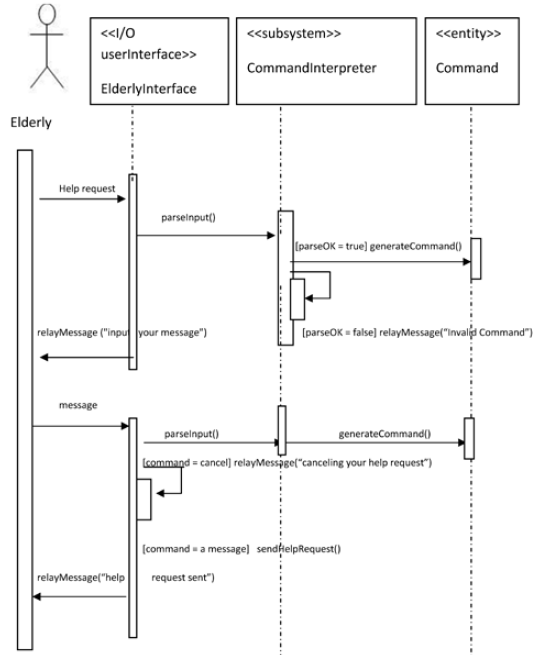 <<I/O
userInterface>>
ElderlyInterface
<<subsystem>>
CommandInterpreter
<<entity>>
Command
Elderly
Help request
parseInput()
[parseOK = true] generateCommand()
relayMessage ("input your message")
[parseOK = false] relayMessage("Invalid Command")
message
parseInput()
generateCommand()
[command = cancel] relayMessage("canceling your help request")
[command = a message] sendHelpRequest()
relayMessage("help request sent")